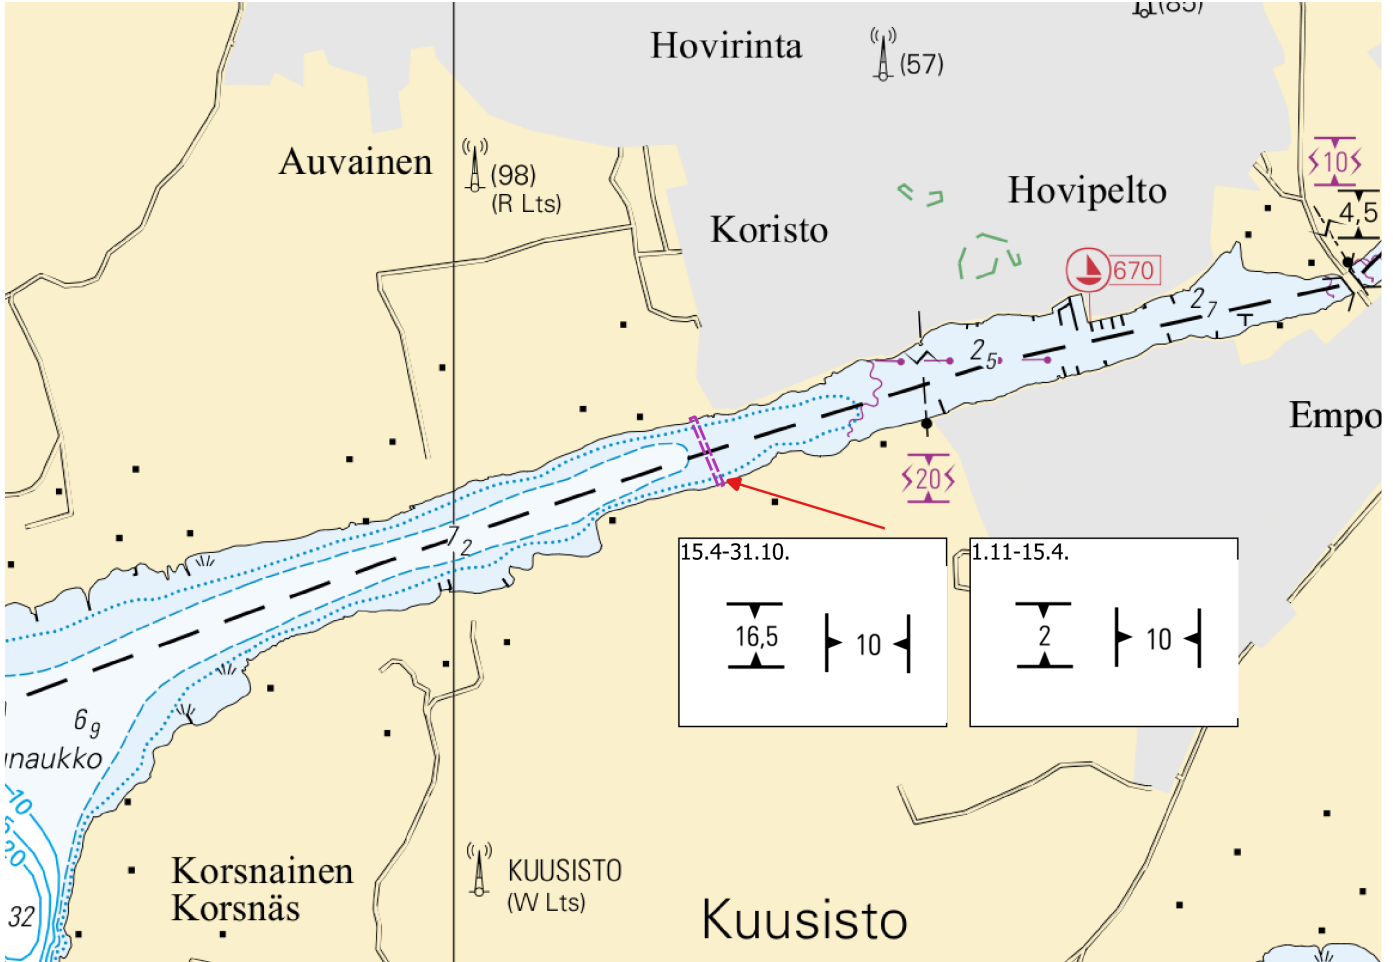 (85)
Hovirinta
(57)
Auvainen
(98)
(R Lts)
10
Hovipelto
4,5
Koristo
670
2₇
2₅
Empo
20
7₂
15.4-31.10.
16,5
10
1.11-15.4.
2
10
6₉
unaukko
10
20
32
Korsnainen
Korsnäs
KUUSISTO
(W Lts)
Kuusisto